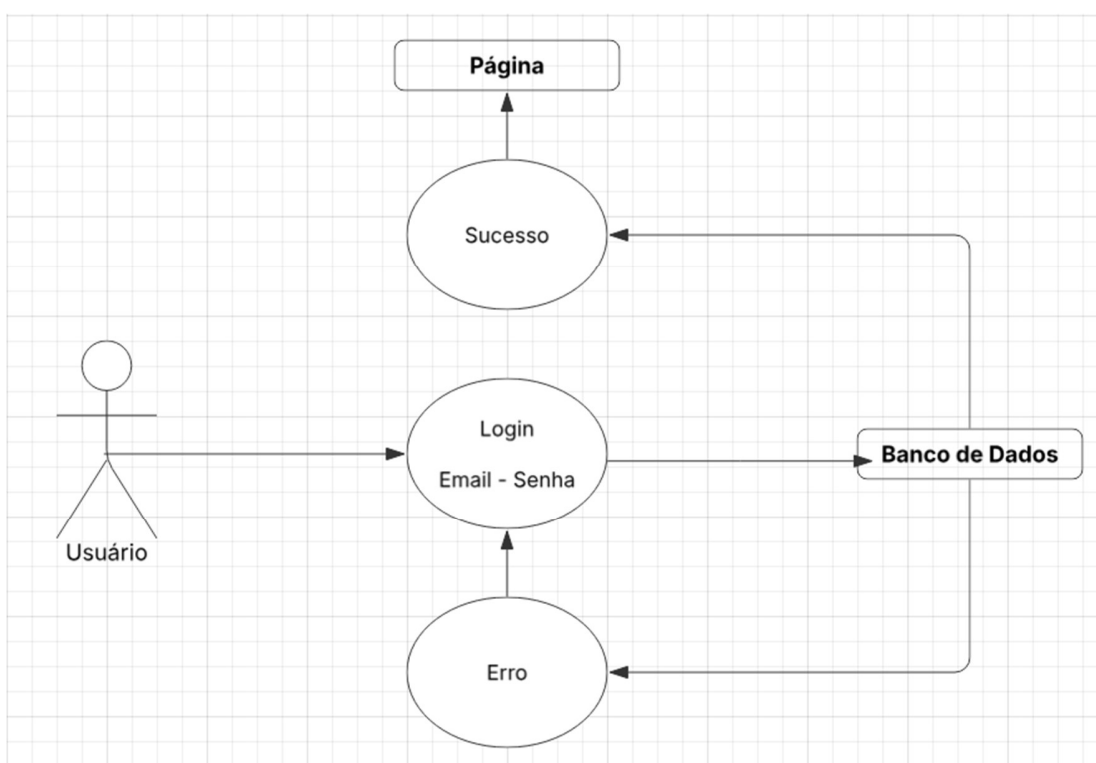 Página
Sucesso
Login
Email - Senha
Banco de Dados
Usuário
Erro